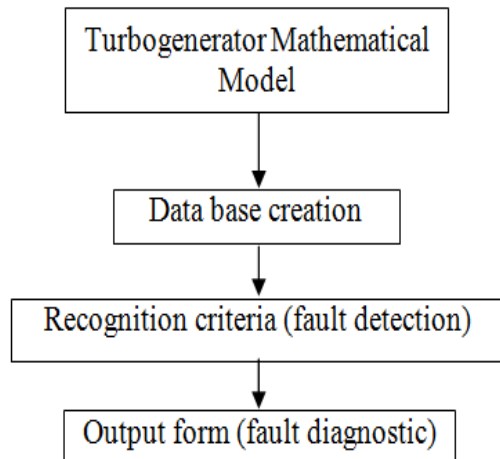 Turbogenerator Mathematical
Model
Data base creation
Recognition criteria (fault detection)
Output form (fault diagnostic)